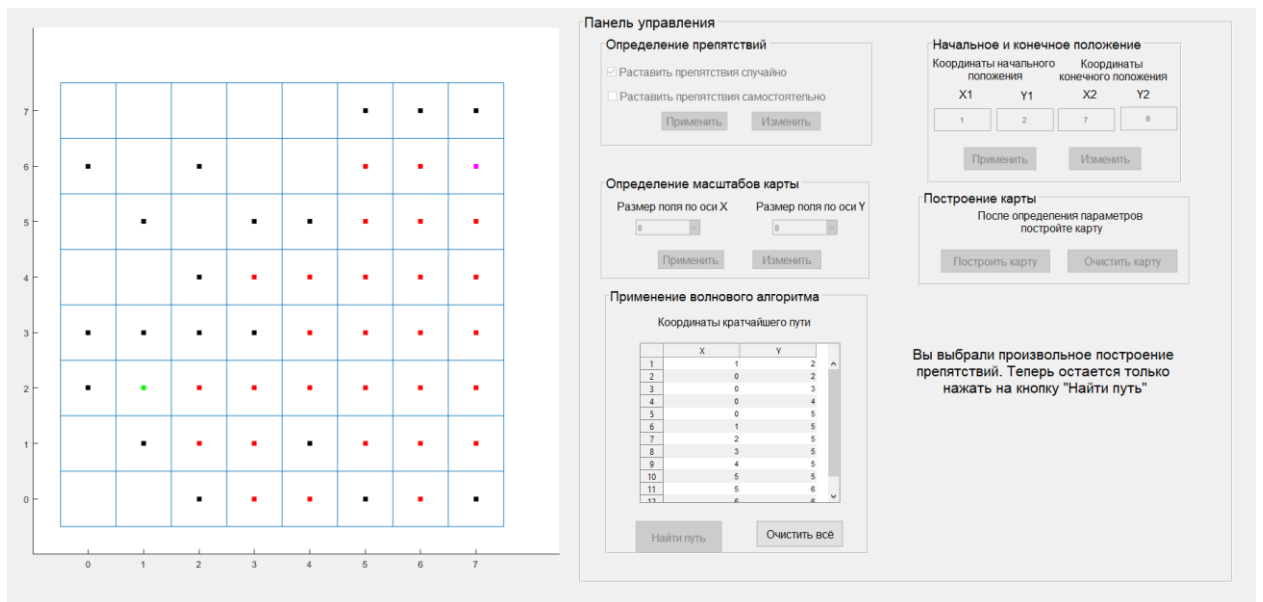 Панель управления
Определение препятствий
Раставить препятствия случайно
Раставить препятствия самостоятельно
Применить Изменить
Начальное и конечное положение
Координаты начального положения
Координаты конечного положения
X1 Y1 X2 Y2
1 2 7 6
Применить Изменить
Определение масштабов карты
Размер поля по оси X Размер поля по оси Y
8 8
Применить Изменить
Построение карты
После определения параметров
постройте карту
Построить карту Очистить карту
Применение волнового алгоритма
Координаты кратчайшего пути
X Y
1 1 2
2 0 2
3 0 3
4 0 4
5 0 5
6 1 5
7 2 5
8 3 5
9 4 5
10 5 5
11 5 6
12 6 6
Найти путь Очистить всё
Вы выбрали произвольное построение
препятствий. Теперь остается только
нажать на кнопку "Найти путь"
7
6
5
4
3
2
1
0
0 1 2 3 4 5 6 7